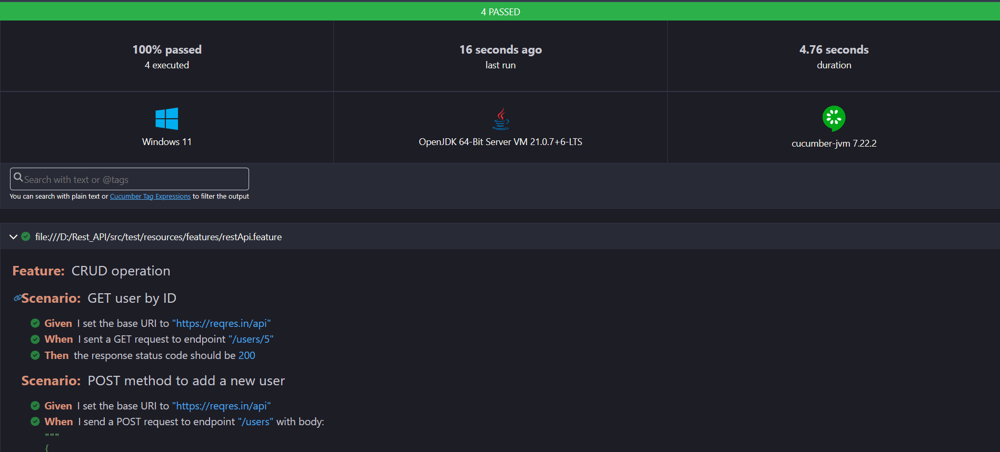 4 PASSED
100% passed
4 executed
16 seconds ago
last run
4.76 seconds
duration
Windows 11
OpenJDK 64-Bit Server VM 21.0.7+6-LTS
cucumber-jvm 7.22.2
Search with text or @tags
You can search with plain text or Cucumber Tag Expressions to filter the output
file:///D:/Rest_API/src/test/resources/features/restApi.feature
Feature: CRUD operation
Scenario: GET user by ID
Given I set the base URI to "https://reqres.in/api"
When I sent a GET request to endpoint "/users/5"
Then the response status code should be 200
Scenario: POST method to add a new user
Given I set the base URI to "https://reqres.in/api"
When I send a POST request to endpoint "/users" with body:
"""
{